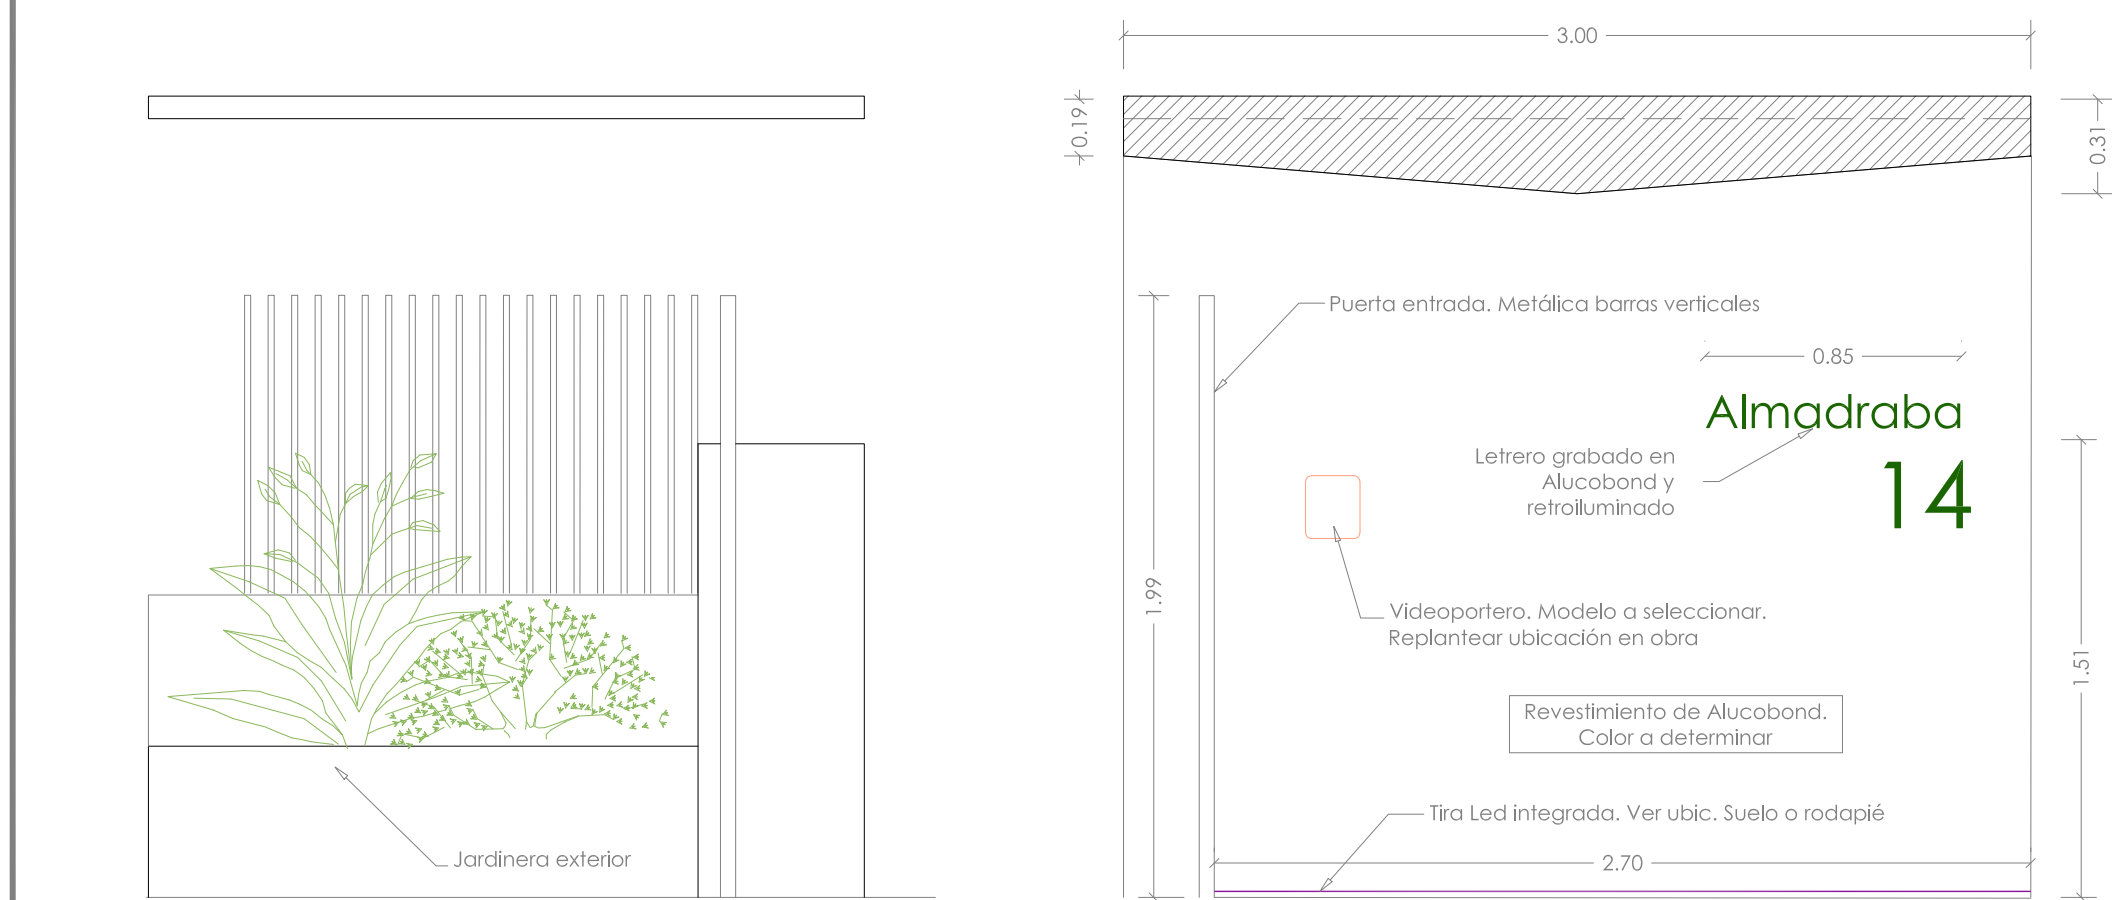 3.00
0.19
0.31
Puerta entrada. Metálica barras verticales
0.85
Almadraba
14
Letrero grabado en
Alucobond y
retroiluminado
1.99
Videoportero. Modelo a seleccionar.
Replantear ubicación en obra
1.51
Revestimiento de Alucobond.
Color a determinar
Tira Led integrada. Ver ubic. Suelo o rodapié
Jardinera exterior
2.70